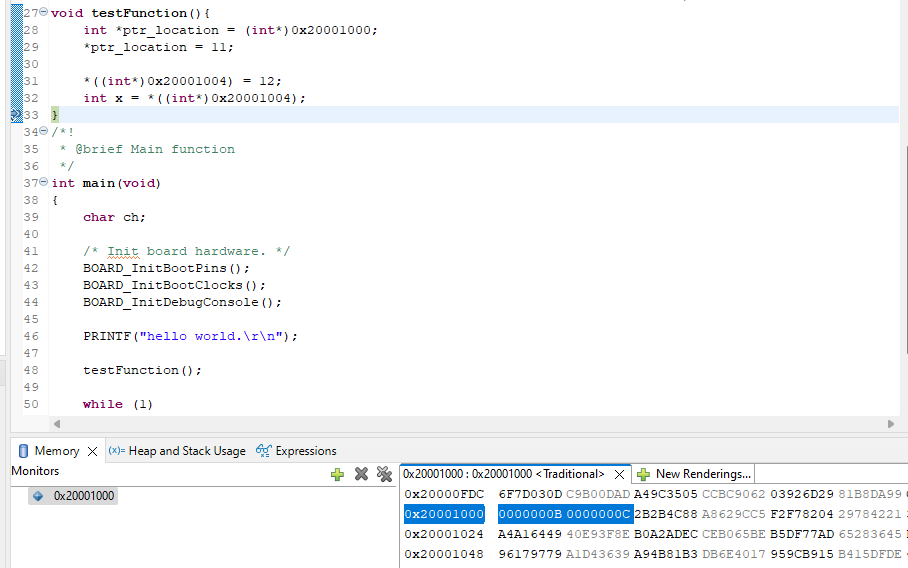 27 void testFunction(){
28     int *ptr_location = (int*)0x20001000;
29     *ptr_location = 11;
30
31     *((int*)0x20001004) = 12;
32     int x = *((int*)0x20001004);
33 }
34 /*!
35  * @brief Main function
36  */
37 int main(void)
38 {
39     char ch;
40
41     /* Init board hardware. */
42     BOARD_InitBootPins();
43     BOARD_InitBootClocks();
44     BOARD_InitDebugConsole();
45
46     PRINTF("hello world.\r\n");
47
48     testFunction();
49
50     while (1)
Memory (x)= Heap and Stack Usage Expressions
Monitors
0x20001000
0x20001000 : 0x20001000 <Traditional> New Renderings...
0x20000FDC 6F7D030D C9B00DAD A49C3505 CCBC9062 03926D29 81B8DA99
0x20001000 0000000B 0000000C 2B2B4C88 A8629CC5 F2F78204 29784221
0x20001024 A4A16449 40E93F8E B0A2ADEC CEB065BE B5DF77AD 65283645
0x20001048 96179779 A1D43639 A94B81B3 DB6E4017 959CB915 B415DFDE